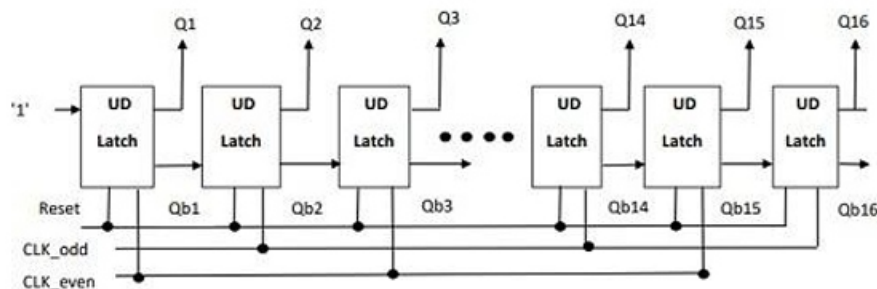 Q1 Q2 Q3 Q14 Q15 Q16
'1' UD UD UD UD UD UD
Latch Latch Latch Latch Latch Latch
Reset Qb1 Qb2 Qb3 Qb14 Qb15 Qb16
CLK_odd
CLK_even